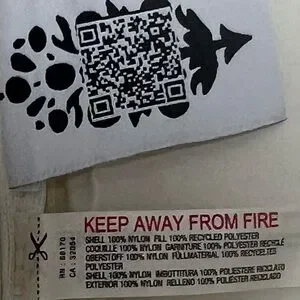 KEEP AWAY FROM FIRE
SHELL 100% NYLON FILL 100% RECYCLED POLYESTER
COQUILLE 100% NYLON GARNITURE 100% POLYESTER RECYCLÉ
OBERSTOFF 100% NYLON FÜLLMATERIAL 100% RECYCELTES
POLYESTER
SHELL 100% NYLON IMBOTTITURA 100% POLIESTERE RICICLATO
EXTERIOR 100% NYLON RELLENO 100% POLIESTER RECICLADO
RN : 88170
CA : 32054